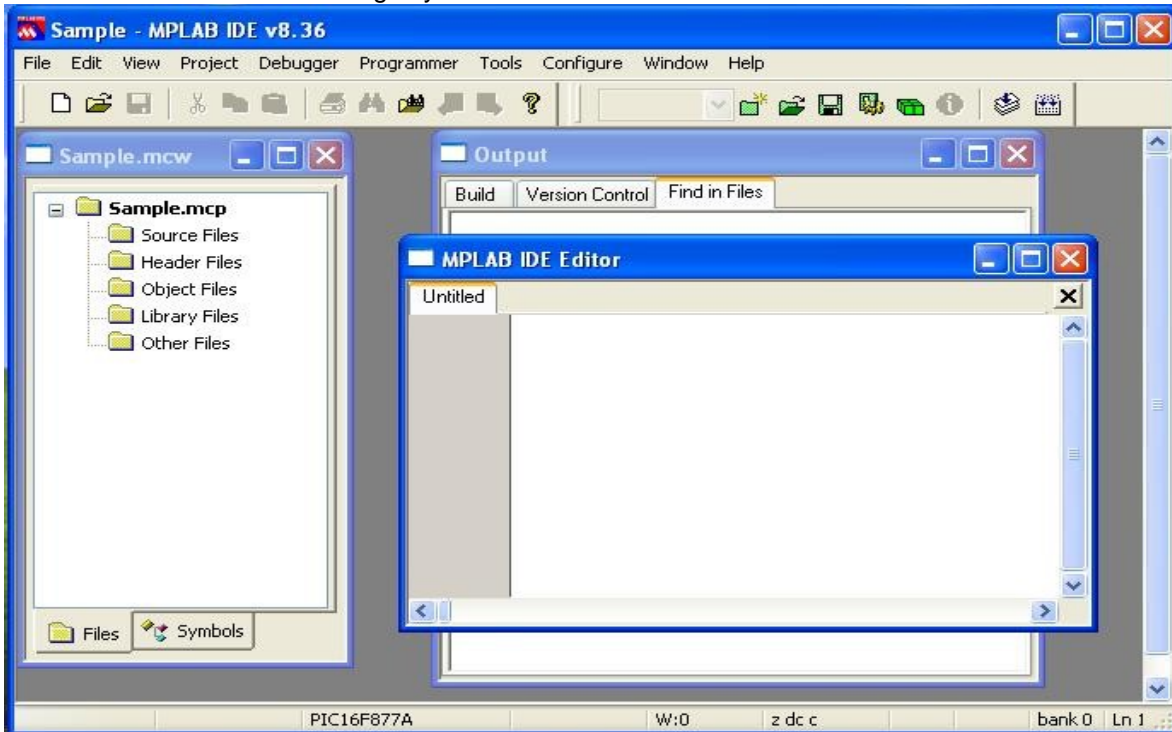 Sample - MPLAB IDE v8.36
File Edit View Project Debugger Programmer Tools Configure Window Help
Sample.mcw
Sample.mcp
Source Files
Header Files
Object Files
Library Files
Other Files
Files Symbols
Output
Build Version Control Find in Files
MPLAB IDE Editor
Untitled
PIC16F877A W:0 z dc c bank 0 Ln 1